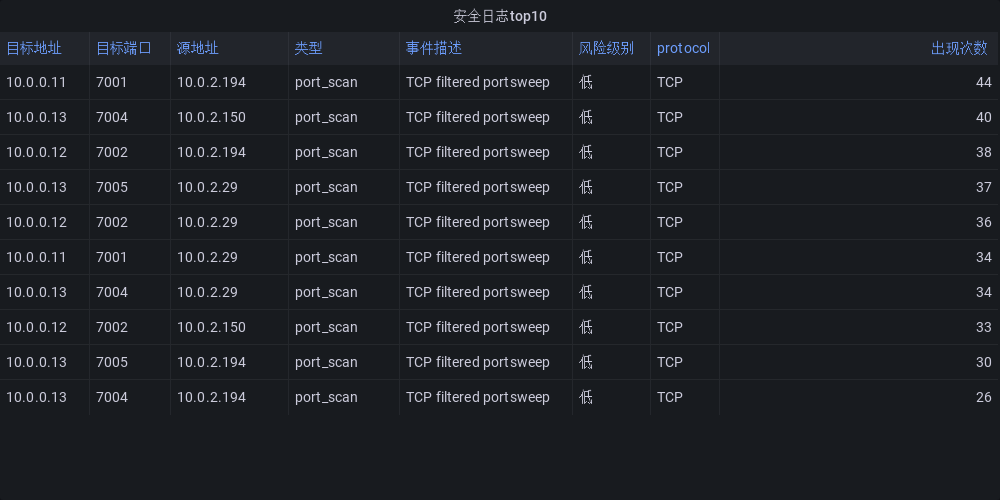 安全日志top10
目标地址 目标端口 源地址 类型 事件描述 风险级别 protocol 出现次数
10.0.0.11 7001 10.0.2.194 port_scan TCP filtered portsweep 低 TCP 44
10.0.0.13 7004 10.0.2.150 port_scan TCP filtered portsweep 低 TCP 40
10.0.0.12 7002 10.0.2.194 port_scan TCP filtered portsweep 低 TCP 38
10.0.0.13 7005 10.0.2.29 port_scan TCP filtered portsweep 低 TCP 37
10.0.0.12 7002 10.0.2.29 port_scan TCP filtered portsweep 低 TCP 36
10.0.0.11 7001 10.0.2.29 port_scan TCP filtered portsweep 低 TCP 34
10.0.0.13 7004 10.0.2.29 port_scan TCP filtered portsweep 低 TCP 34
10.0.0.12 7002 10.0.2.150 port_scan TCP filtered portsweep 低 TCP 33
10.0.0.13 7005 10.0.2.194 port_scan TCP filtered portsweep 低 TCP 30
10.0.0.13 7004 10.0.2.194 port_scan TCP filtered portsweep 低 TCP 26